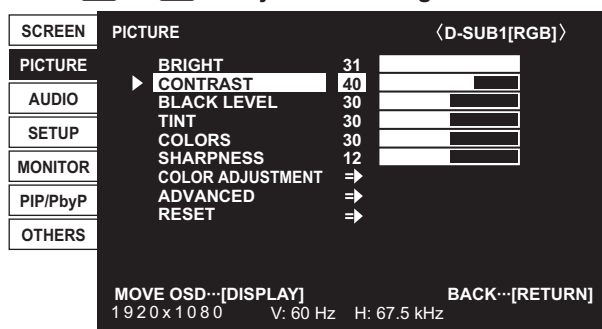 SCREEN
PICTURE
AUDIO
SETUP
MONITOR
PIP/PbyP
OTHERS
PICTURE 〈D-SUB1[RGB]〉
BRIGHT 31
CONTRAST 40
BLACK LEVEL 30
TINT 30
COLORS 30
SHARPNESS 12
COLOR ADJUSTMENT
ADVANCED
RESET
MOVE OSD···[DISPLAY] BACK···[RETURN]
1920x1080 V: 60 Hz H: 67.5 kHz